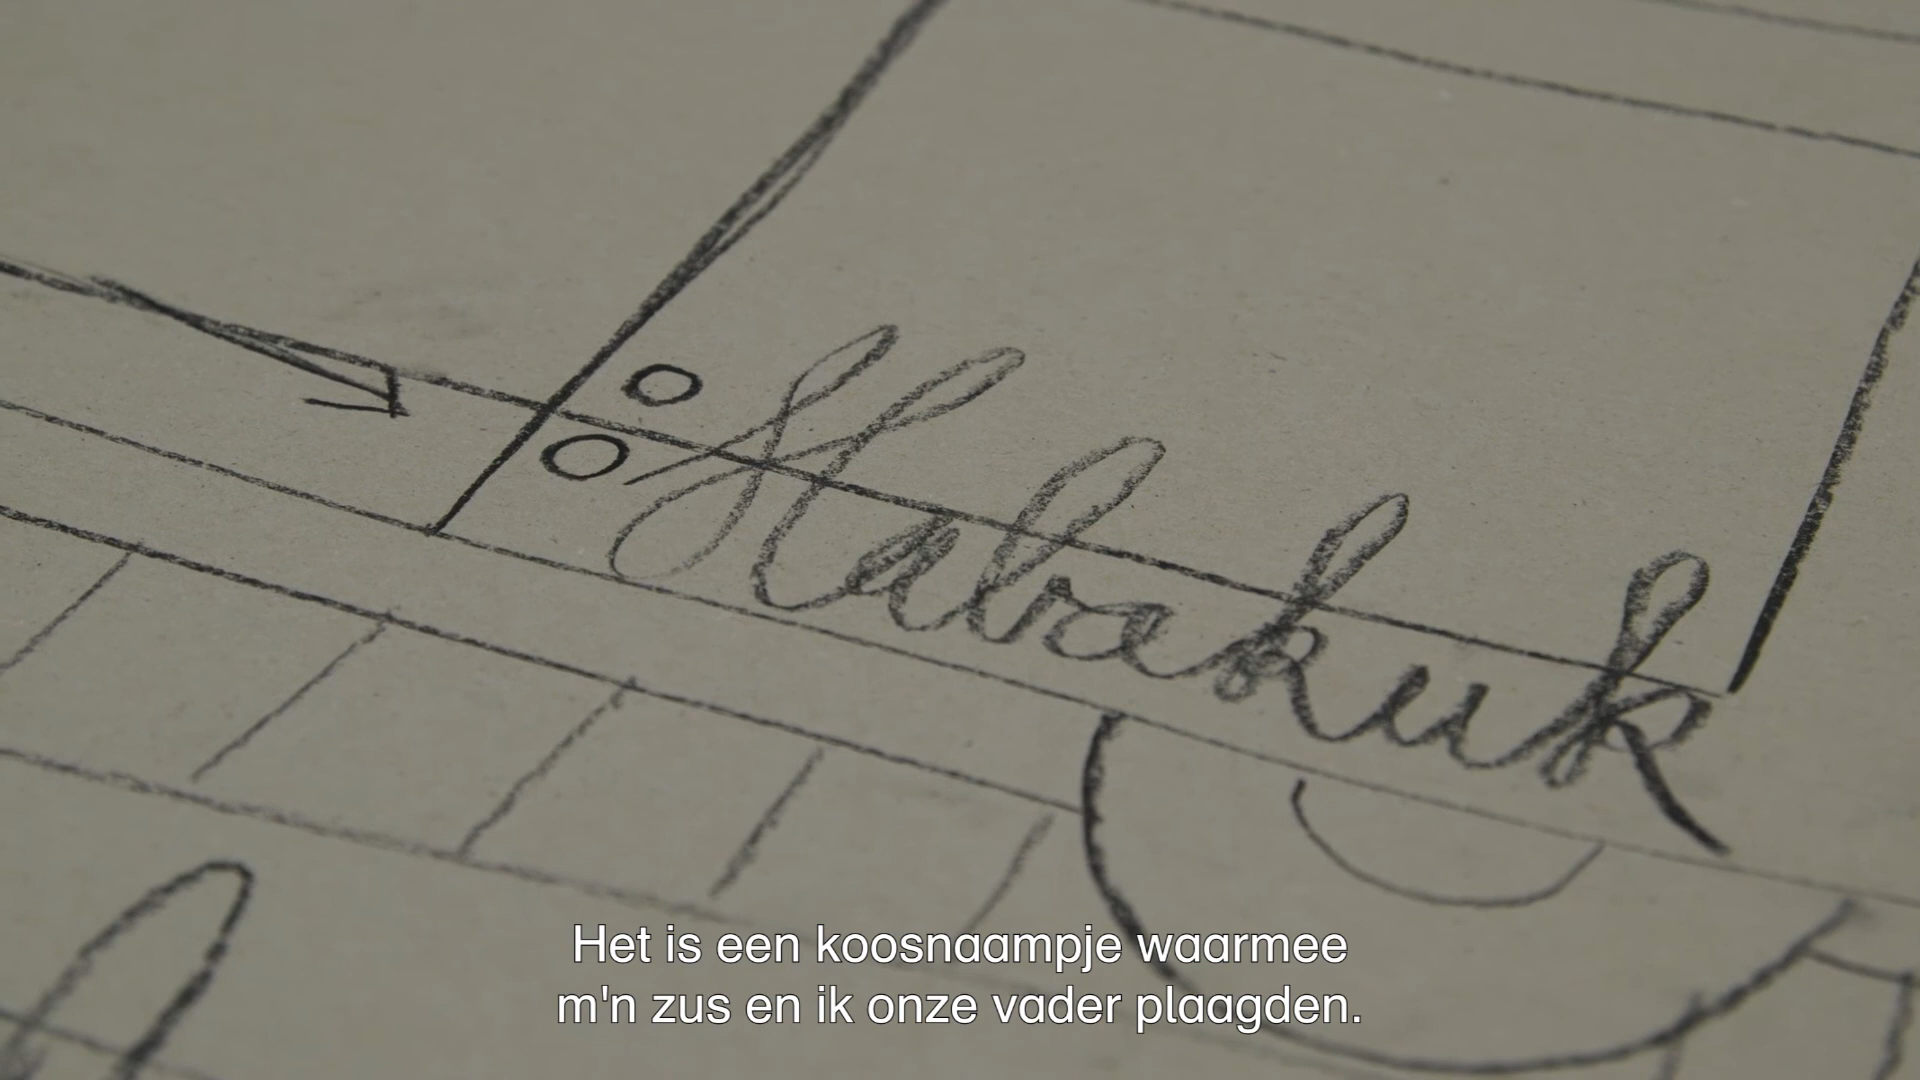 Habakuk
Het is een koosnaampje waarmee
m'n zus en ik onze vader plaagden.